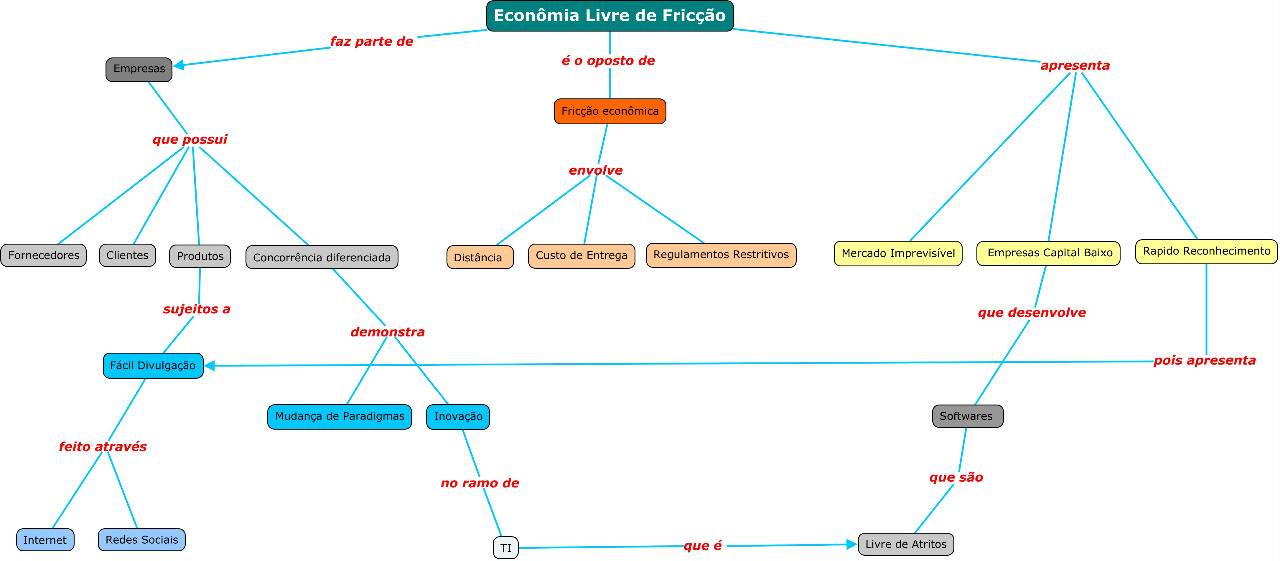 Econômia Livre de Fricção
faz parte de
é o oposto de
apresenta
Empresas
Fricção econômica
que possui
envolve
Fornecedores
Clientes
Produtos
Concorrência diferenciada
Distância
Custo de Entrega
Regulamentos Restritivos
Mercado Imprevisível
Empresas Capital Baixo
Rapido Reconhecimento
sujeitos a
demonstra
que desenvolve
Fácil Divulgação
pois apresenta
Mudança de Paradigmas
Inovação
Softwares
feito através
no ramo de
que são
Internet
Redes Sociais
TI
que é
Livre de Atritos